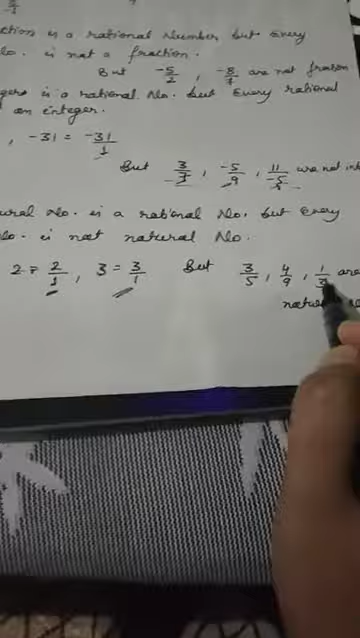 ction is a rational Number but Every
No. is not a fraction.
But -5/2 , -8/7 are not frason
gers is a rational No. but Every rational
an integer.
, -31 = -31/1
But 3/7 , -5/9 , 11/-5 are not int
ural No. is a rational No, but Every
No. is not natural No.
2 = 2/1 , 3 = 3/1 But 3/5 , 4/9 , 1/3 are
natur